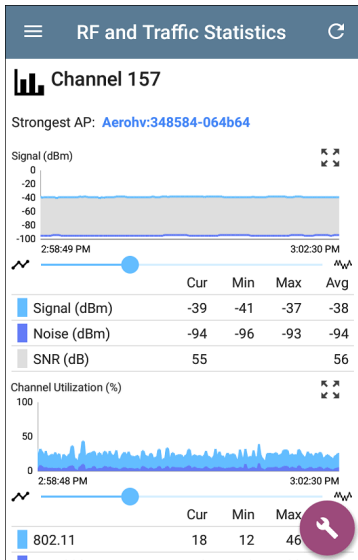 RF and Traffic Statistics
Channel 157
Strongest AP: Aerohv:348584-064b64
Signal (dBm)
0
-20
-40
-60
-80
-100
2:58:49 PM 3:02:30 PM
Cur Min Max Avg
Signal (dBm) -39 -41 -37 -38
Noise (dBm) -94 -96 -93 -94
SNR (dB) 55 56
Channel Utilization (%)
100
50
0
2:58:48 PM 3:02:30 PM
Cur Min Max
802.11 18 12 46